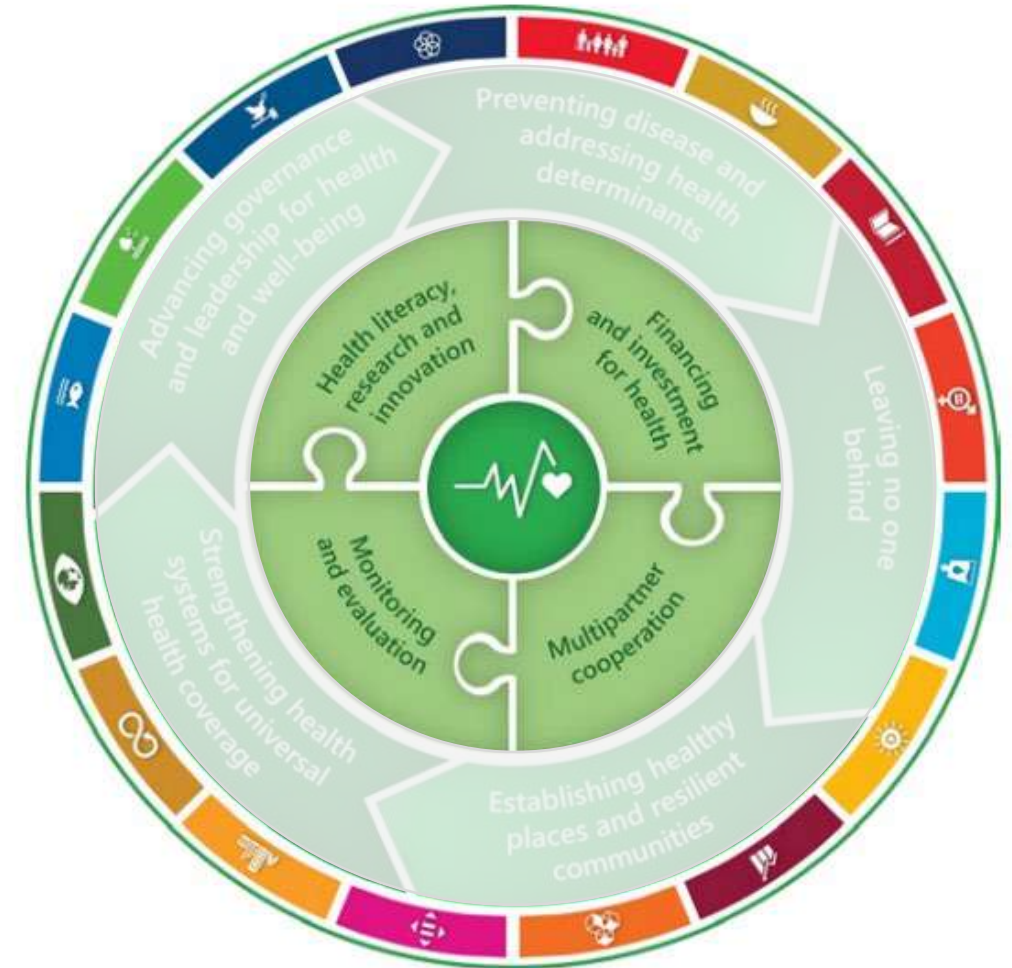 Preventing disease and
addressing health
determinants
Leaving no one
behind
Establishing healthy
places and resilient
communities
Strengthening health
systems for universal
health coverage
Advancing governance
and leadership for health
and well-being
Health literacy,
research and
innovation
Financing
and investment
for health
Multipartner
cooperation
Monitoring
and evaluation